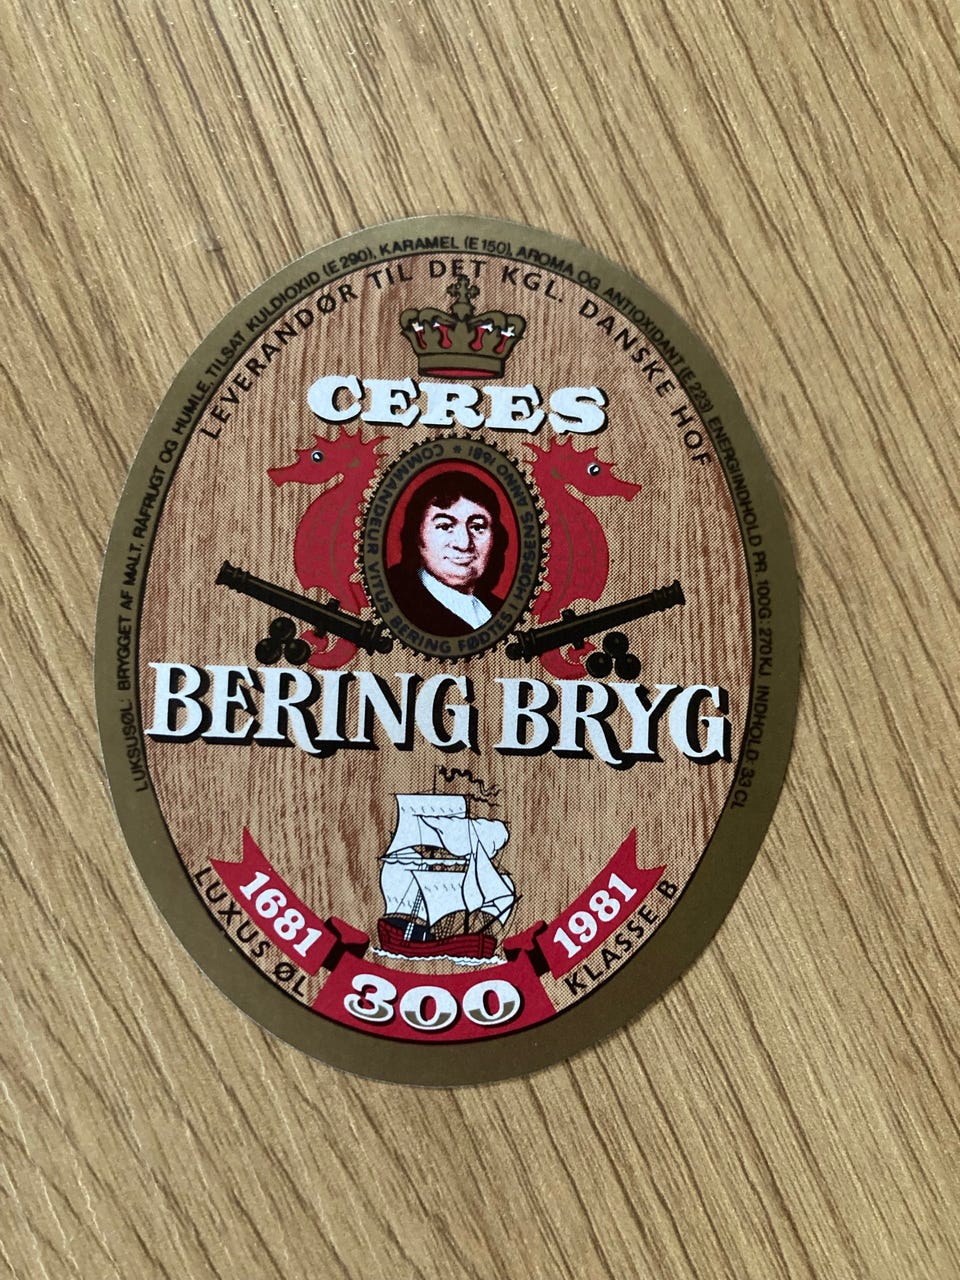 LUKSUSØL: BRYGGET AF MALT, RÅFRUGT OG HUMLE, TILSAT KULDIOXID (E 290), KARAMEL (E 150), AROMA OG ANTIOXIDANT (E 223) ENERGIINDHOLD PR. 100G: 270 KJ INDHOLD: 33 CL
LEVERANDØR TIL DET KGL. DANSKE HOF
CERES
COMMANDEUR VITUS BERING FØDTES I HORSENS ANNO 1681 *
BERING BRYG
1681 1981
300
LUXUS ØL KLASSE B